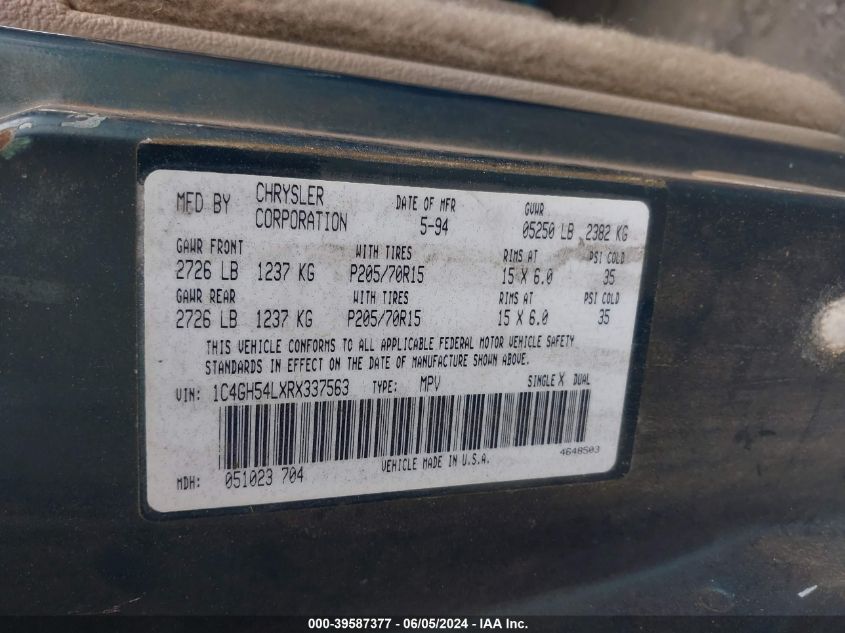 MFD BY CHRYSLER CORPORATION DATE OF MFR 5-94 GVWR 05250 LB 2382 KG
GAWR FRONT WITH TIRES RIMS AT PSI COLD
2726 LB 1237 KG P205/70R15 15 X 6.0 35
GAWR REAR WITH TIRES RIMS AT PSI COLD
2726 LB 1237 KG P205/70R15 15 X 6.0 35
THIS VEHICLE CONFORMS TO ALL APPLICABLE FEDERAL MOTOR VEHICLE SAFETY
STANDARDS IN EFFECT ON THE DATE OF MANUFACTURE SHOWN ABOVE.
VIN: 1C4GH54LXRX337563 TYPE: MPV SINGLE X DUAL
4648503
MDH: 051023 704 VEHICLE MADE IN U.S.A.
000-39587377 - 06/05/2024 - IAA Inc.